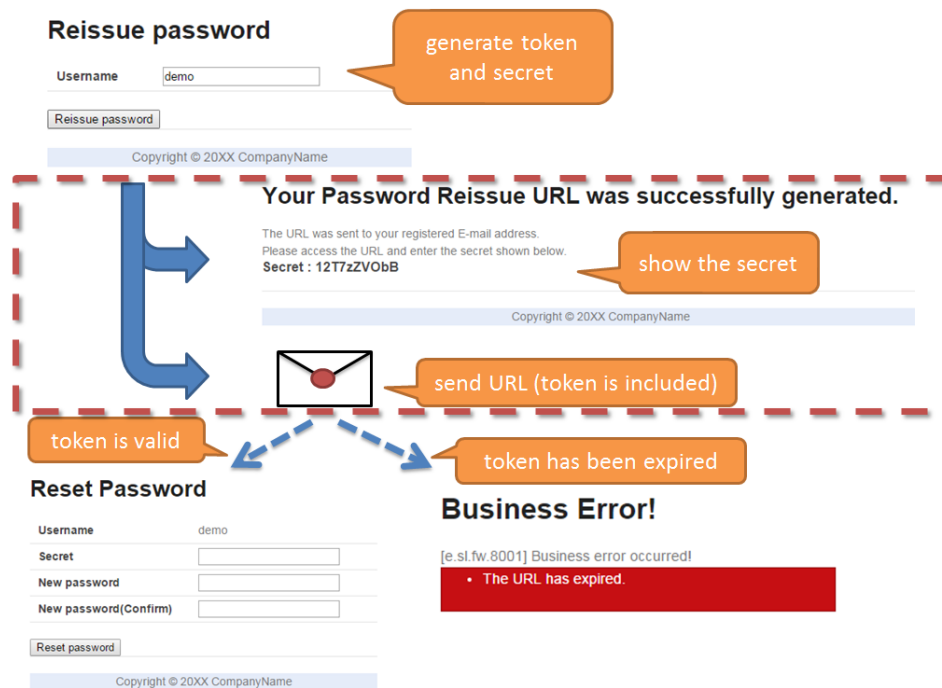 Reissue password
generate token
and secret
Username demo
Reissue password
Copyright © 20XX CompanyName
Your Password Reissue URL was successfully generated.
The URL was sent to your registered E-mail address.
Please access the URL and enter the secret shown below.
Secret : 12T7zZVObB
show the secret
Copyright © 20XX CompanyName
send URL (token is included)
token is valid
token has been expired
Reset Password
Username demo
Secret
New password
New password(Confirm)
Reset password
Copyright © 20XX CompanyName
Business Error!
[e.sl.fw.8001] Business error occurred!
• The URL has expired.